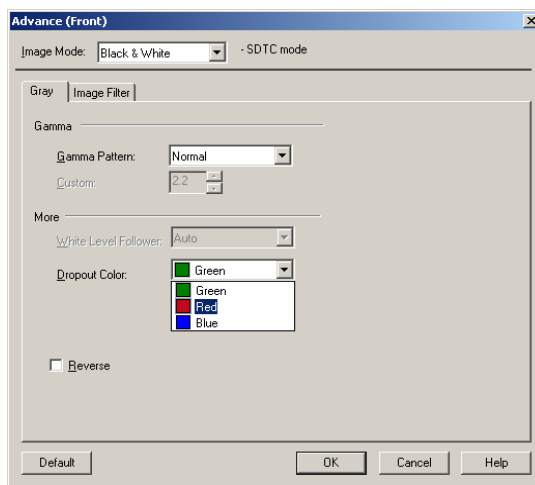 Advance (Front)
Image Mode: Black & White - SDTC mode
Gray Image Filter
Gamma
Gamma Pattern: Normal
Custom: 2.2
More
White Level Follower: Auto
Dropout Color: Green
Green
Red
Blue
Reverse
Default OK Cancel Help